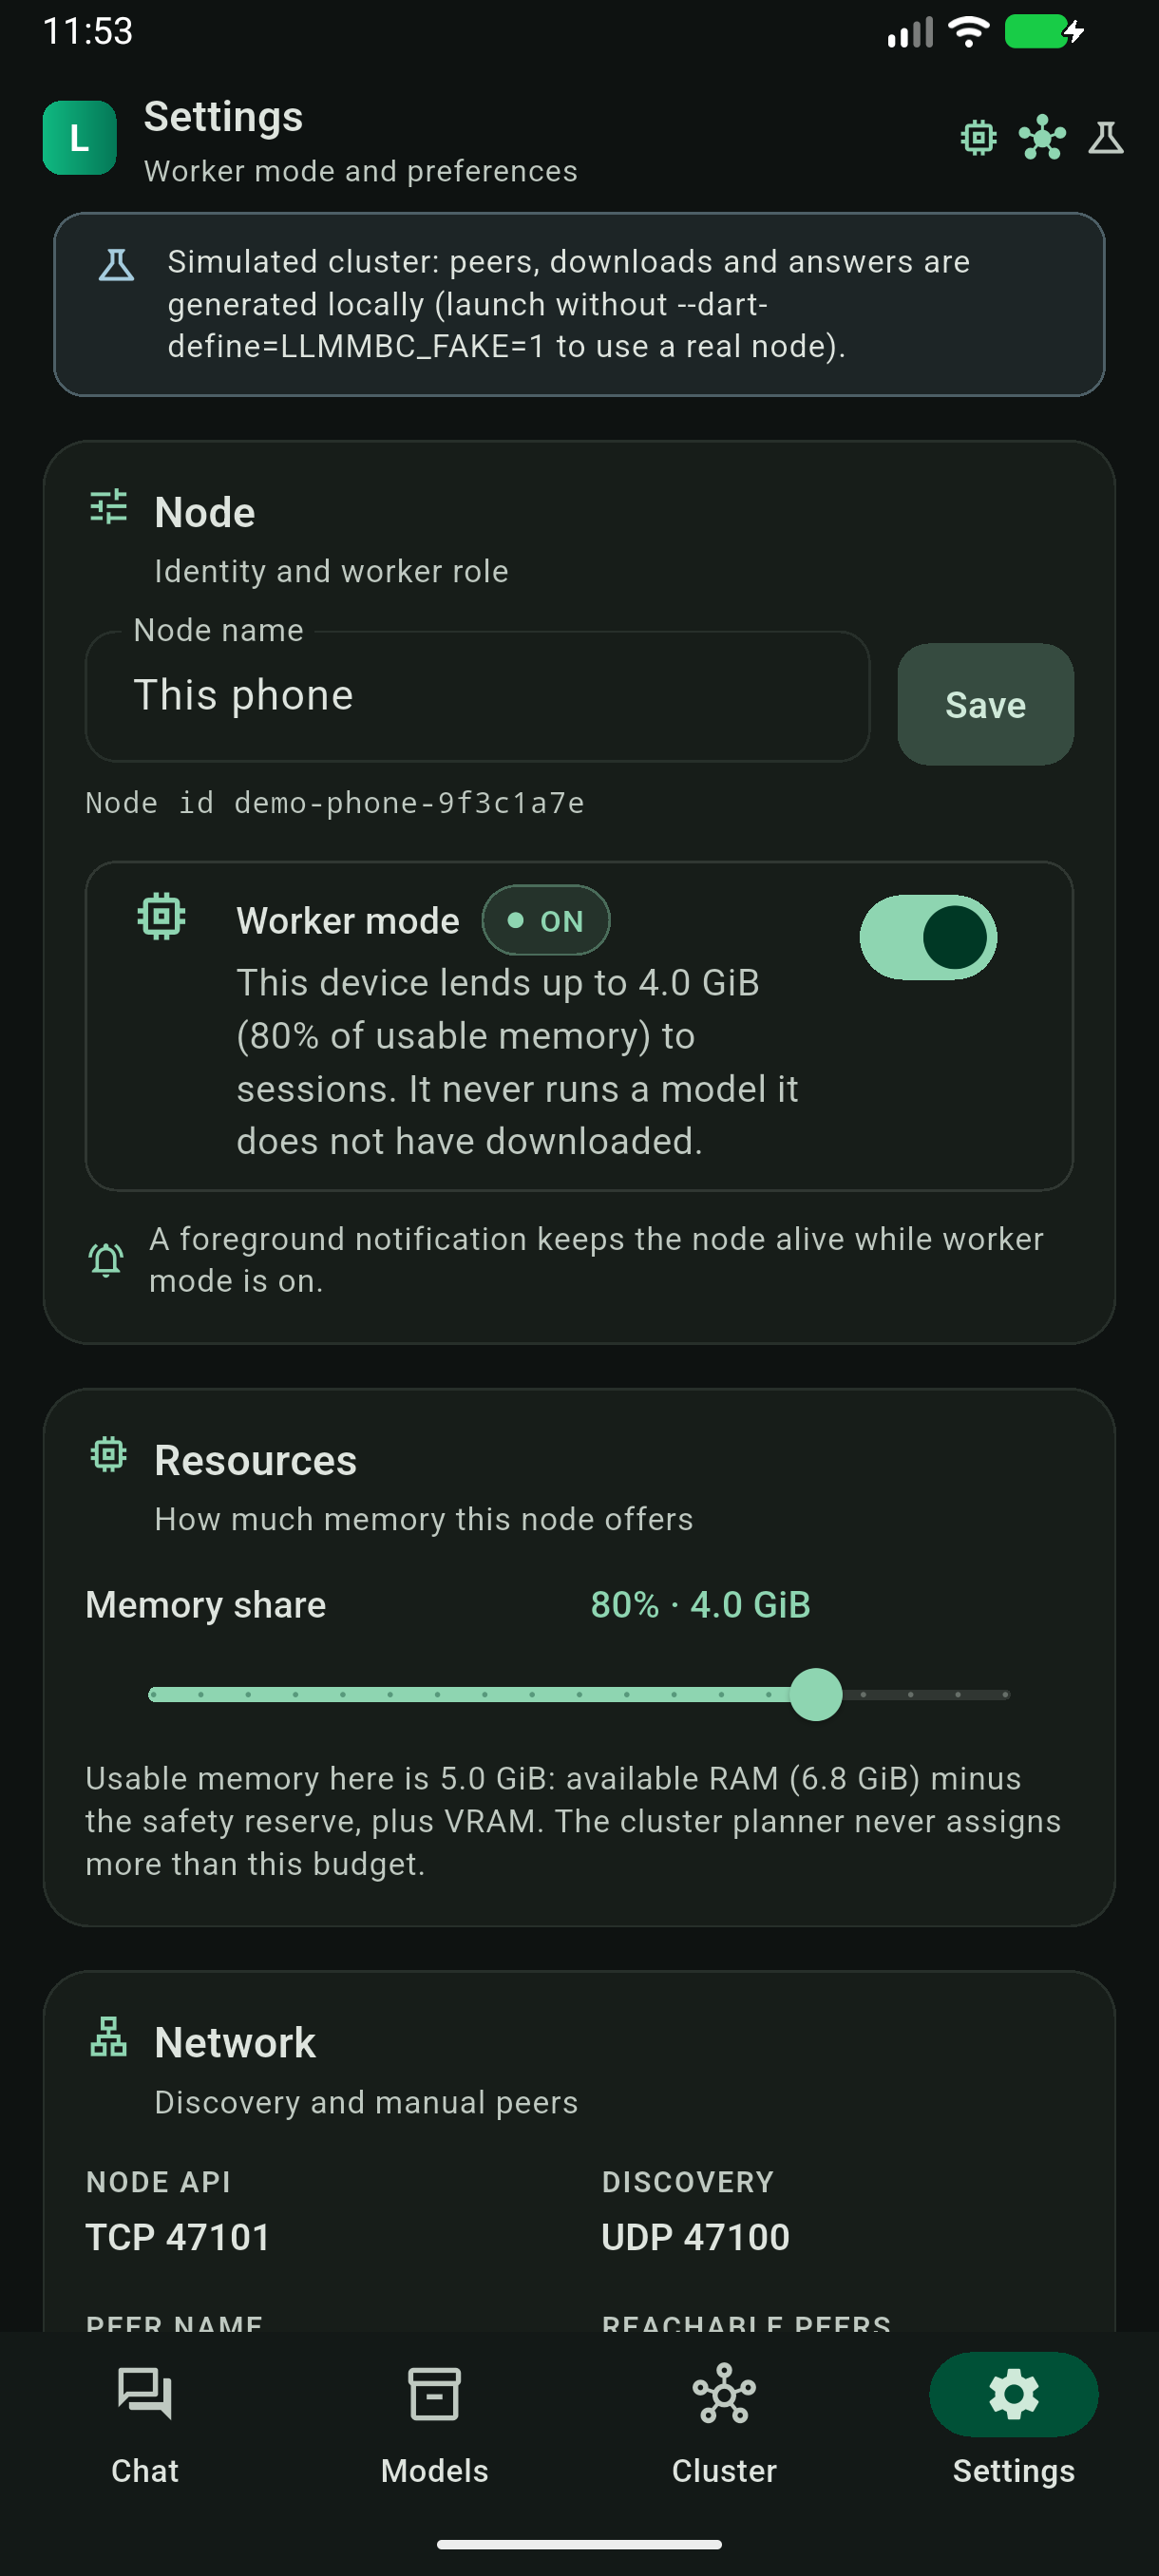 11:53
L
Settings
Worker mode and preferences
Simulated cluster: peers, downloads and answers are
generated locally (launch without --dart-
define=LLMMBC_FAKE=1 to use a real node).
Node
Identity and worker role
Node name
This phone
Save
Node id demo-phone-9f3c1a7e
Worker mode
ON
This device lends up to 4.0 GiB
(80% of usable memory) to
sessions. It never runs a model it
does not have downloaded.
A foreground notification keeps the node alive while worker
mode is on.
Resources
How much memory this node offers
Memory share
80% · 4.0 GiB
Usable memory here is 5.0 GiB: available RAM (6.8 GiB) minus
the safety reserve, plus VRAM. The cluster planner never assigns
more than this budget.
Network
Discovery and manual peers
NODE API
DISCOVERY
TCP 47101
UDP 47100
PEER NAME
REACHABLE PEERS
Chat
Models
Cluster
Settings